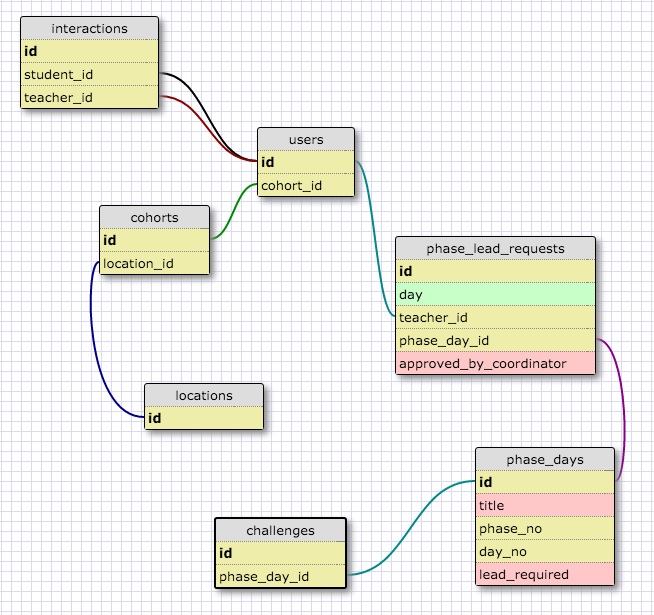 interactions
id
student_id
teacher_id
users
id
cohort_id
cohorts
id
location_id
phase_lead_requests
id
day
teacher_id
phase_day_id
approved_by_coordinator
locations
id
phase_days
id
title
phase_no
day_no
lead_required
challenges
id
phase_day_id